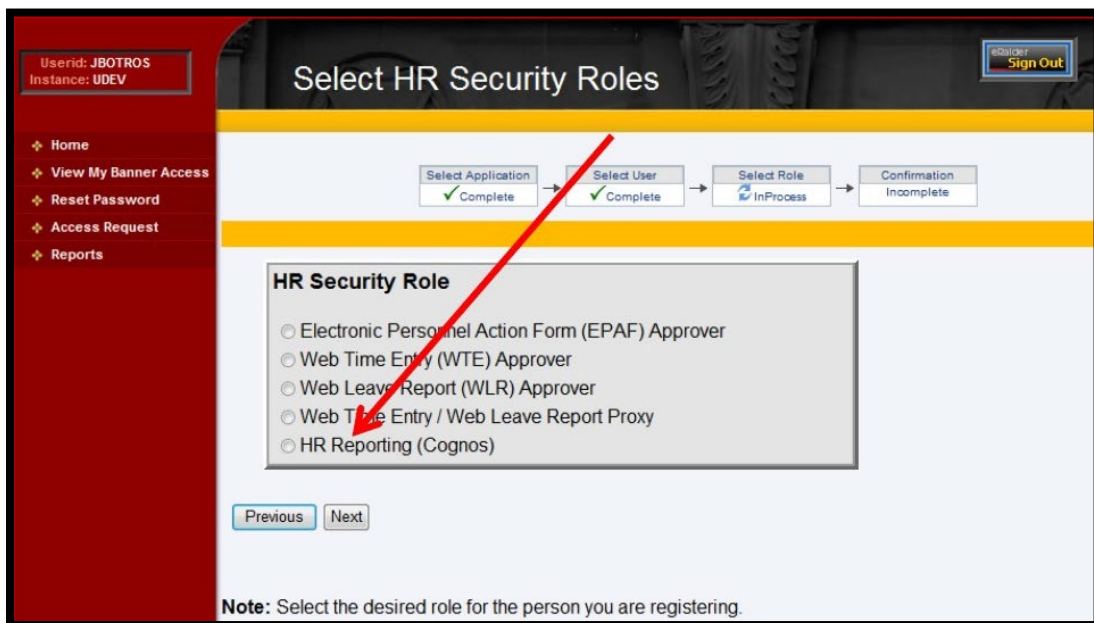 Userid: JBOTROS
Instance: UDEV
Select HR Security Roles
eRaider
Sign Out
Home
View My Banner Access
Reset Password
Access Request
Reports
Select Application
Complete
Select User
Complete
Select Role
InProcess
Confirmation
Incomplete
HR Security Role
Electronic Personnel Action Form (EPAF) Approver
Web Time Entry (WTE) Approver
Web Leave Report (WLR) Approver
Web Time Entry / Web Leave Report Proxy
HR Reporting (Cognos)
Previous Next
Note: Select the desired role for the person you are registering.